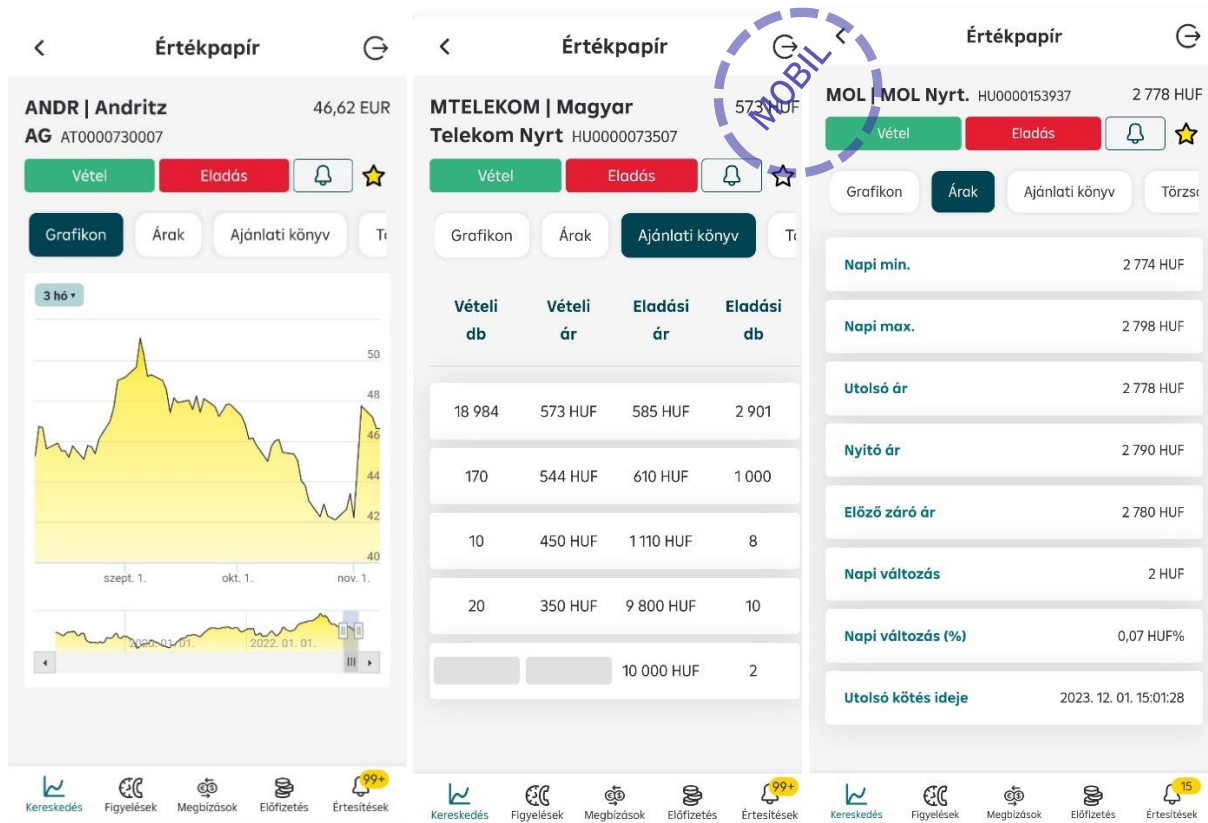 Értékpapír
ANDR | Andritz 46,62 EUR
AG AT0000730007
Vétel Eladás
Grafikon Árak Ajánlati könyv
3 hó
50
48
46
44
42
40
szept. 1. okt. 1. nov. 1.
2020. 01. 01. 2022. 01. 01.
Kereskedés Figyelések Megbízások Előfizetés Értesítések
99+
Értékpapír
MOBIL
MTELEKOM | Magyar 573 HUF
Telekom Nyrt HU0000073507
Vétel Eladás
Grafikon Árak Ajánlati könyv
Vételi Vételi Eladási Eladási
db ár ár db
18 984 573 HUF 585 HUF 2 901
170 544 HUF 610 HUF 1 000
10 450 HUF 1 110 HUF 8
20 350 HUF 9 800 HUF 10
10 000 HUF 2
99+
Kereskedés Figyelések Megbízások Előfizetés Értesítések
Értékpapír
MOL | MOL Nyrt. HU0000153937 2 778 HUF
Vétel Eladás
Grafikon Árak Ajánlati könyv Törzs
Napi min. 2 774 HUF
Napi max. 2 798 HUF
Utolsó ár 2 778 HUF
Nyitó ár 2 790 HUF
Előző záró ár 2 780 HUF
Napi változás 2 HUF
Napi változás (%) 0,07 HUF%
Utolsó kötés ideje 2023. 12. 01. 15:01:28
15
Kereskedés Figyelések Megbízások Előfizetés Értesítések